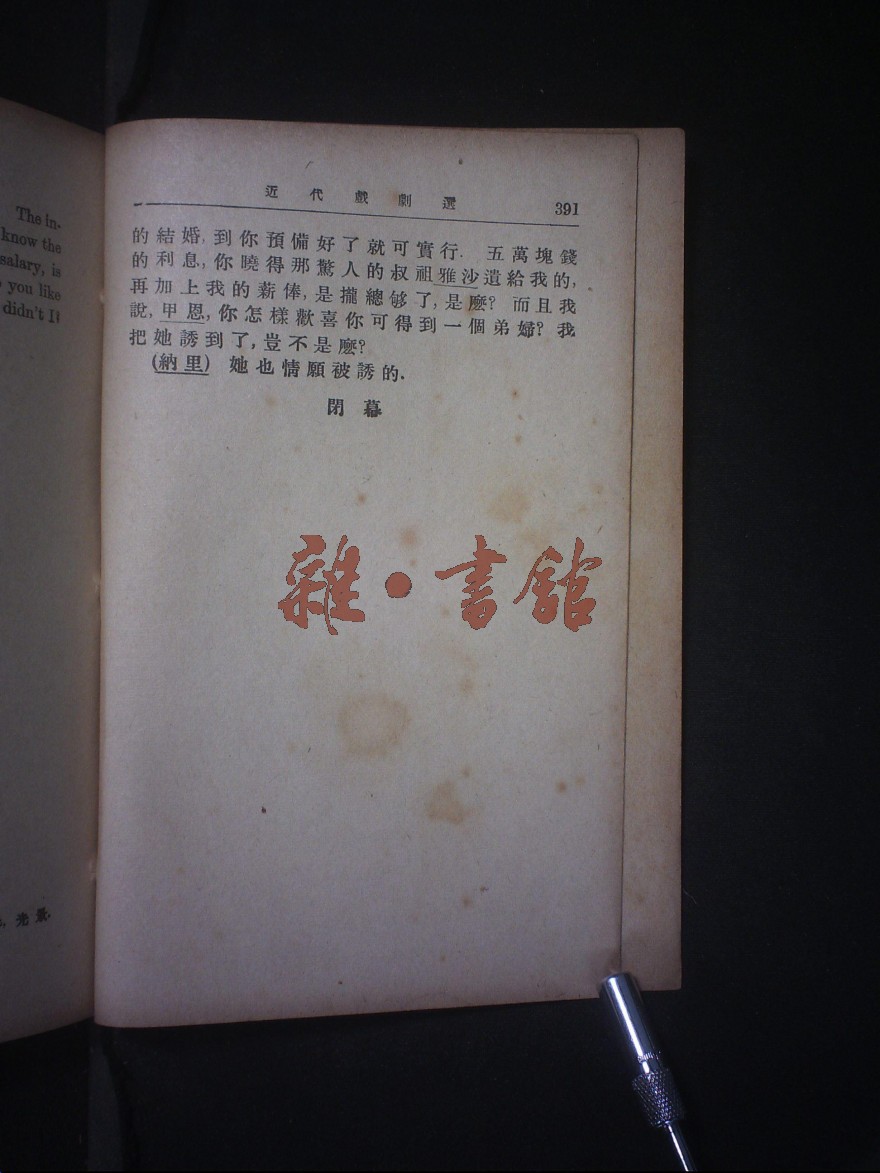 The in-
know the
salary, is
you like
didn't I
光景.
近代戲劇選 391
的結婚, 到你預備好了就可實行. 五萬塊錢
的利息, 你曉得那驚人的叔祖雅沙遺給我的,
再加上我的薪俸, 是攏總够了, 是麽? 而且我
說, 甲恩, 你怎樣歡喜你可得到一個弟婦? 我
把她誘到了, 豈不是麽?
(納里) 她也情願被誘的.
閉幕
雜·書館